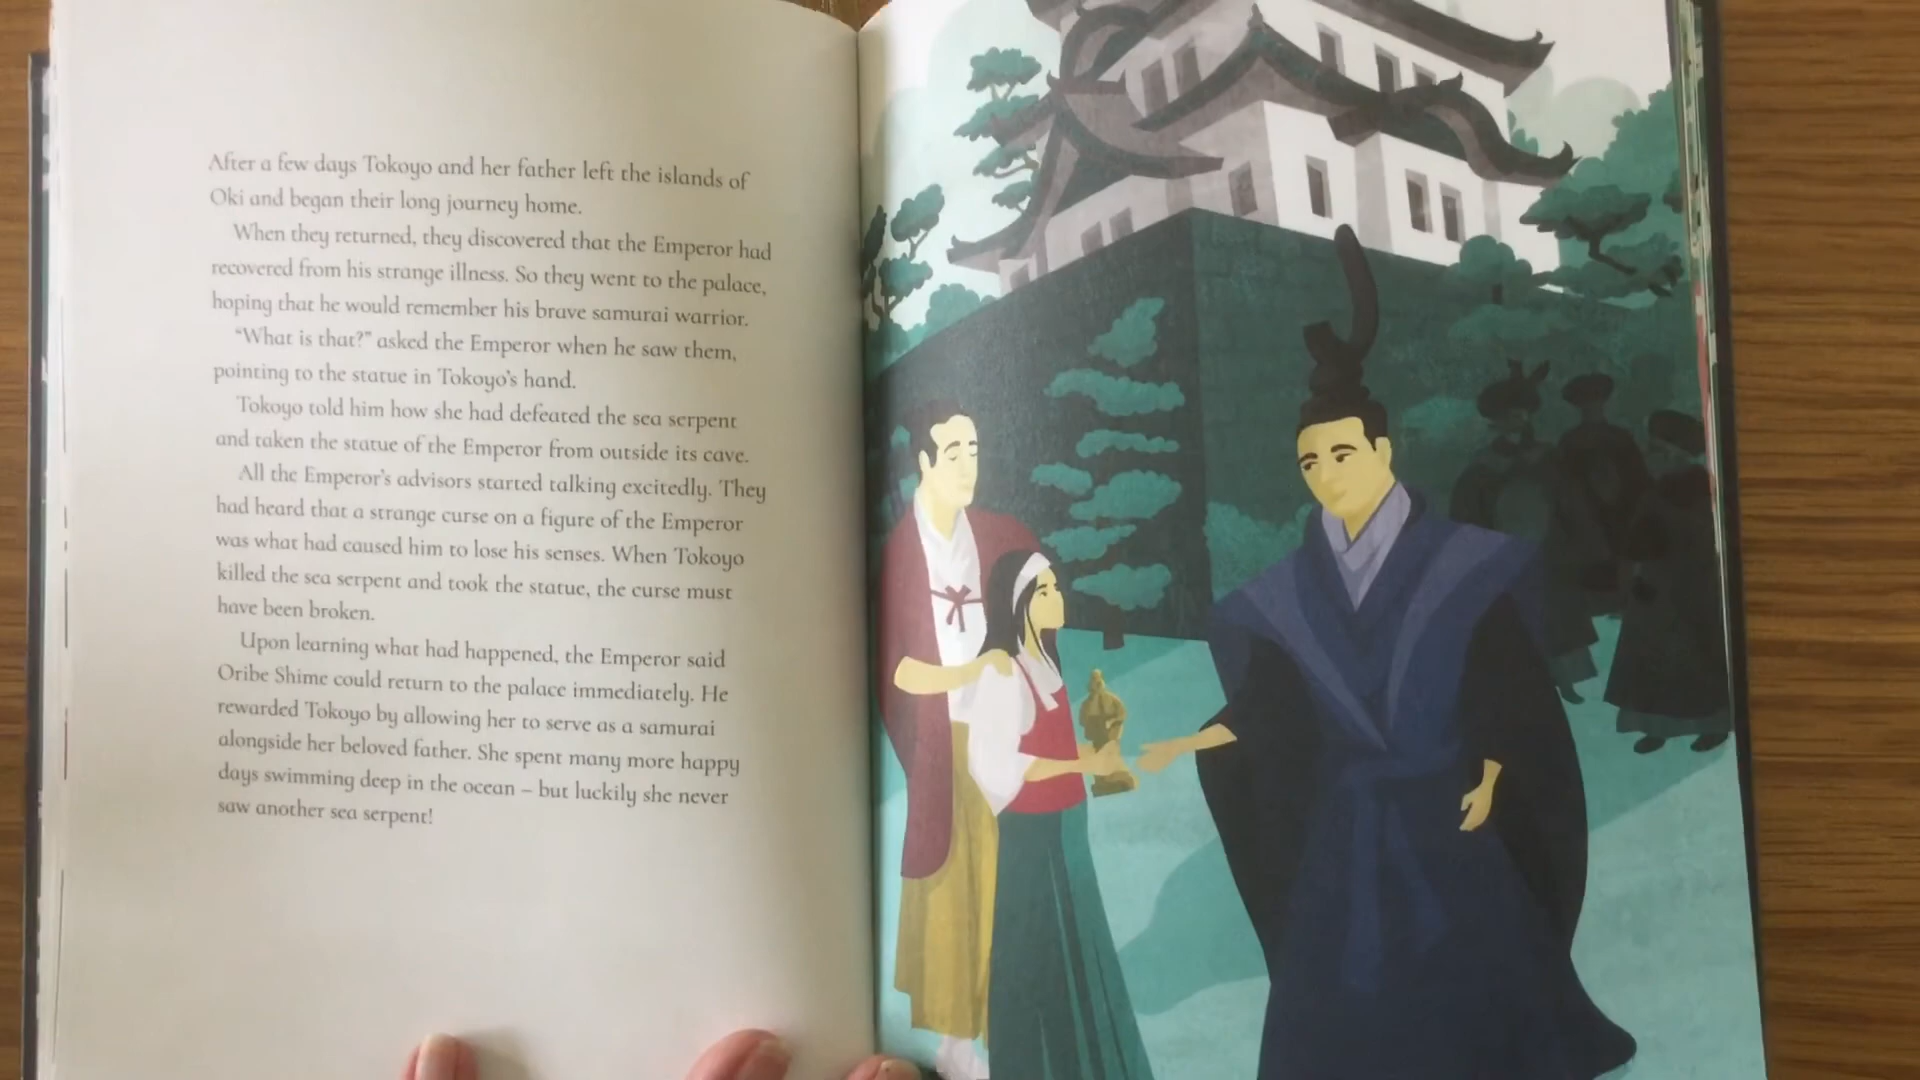 After a few days Tokoyo and her father left the islands of
Oki and began their long journey home.
When they returned, they discovered that the Emperor had
recovered from his strange illness. So they went to the palace,
hoping that he would remember his brave samurai warrior.
“What is that?” asked the Emperor when he saw them,
pointing to the statue in Tokoyo’s hand.
Tokoyo told him how she had defeated the sea serpent
and taken the statue of the Emperor from outside its cave.
All the Emperor’s advisors started talking excitedly. They
had heard that a strange curse on a figure of the Emperor
was what had caused him to lose his senses. When Tokoyo
killed the sea serpent and took the statue, the curse must
have been broken.
Upon learning what had happened, the Emperor said
Oribe Shime could return to the palace immediately. He
rewarded Tokoyo by allowing her to serve as a samurai
alongside her beloved father. She spent many more happy
days swimming deep in the ocean – but luckily she never
saw another sea serpent!